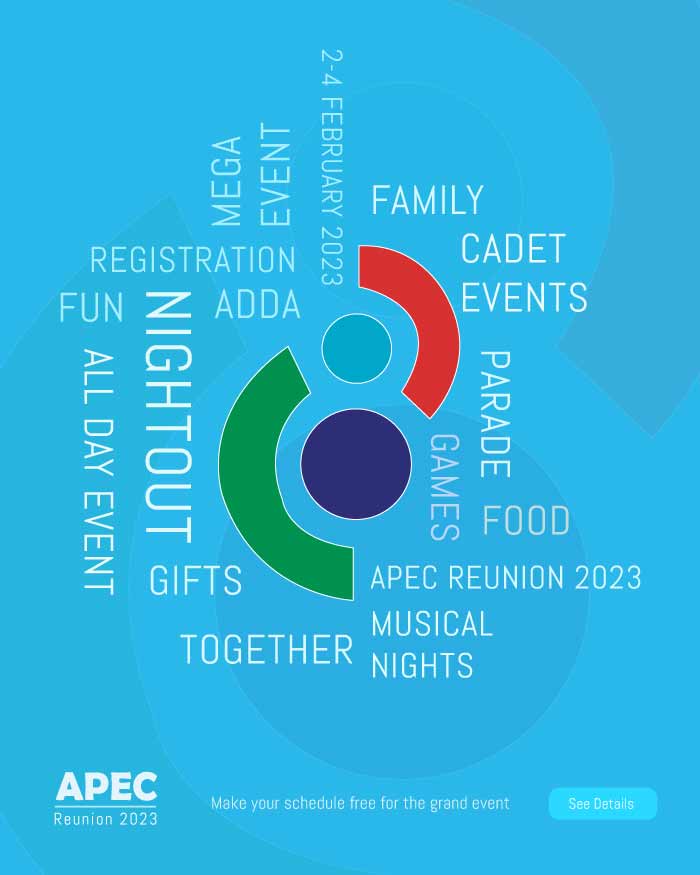 2-4 FEBRUARY 2023
MEGA
EVENT
FAMILY
CADET
EVENTS
REGISTRATION
FUN
ADDA
NIGHTOUT
ALL DAY EVENT
PARADE
GAMES
FOOD
GIFTS
APEC REUNION 2023
MUSICAL
NIGHTS
TOGETHER
APEC
Reunion 2023
Make your schedule free for the grand event
See Details